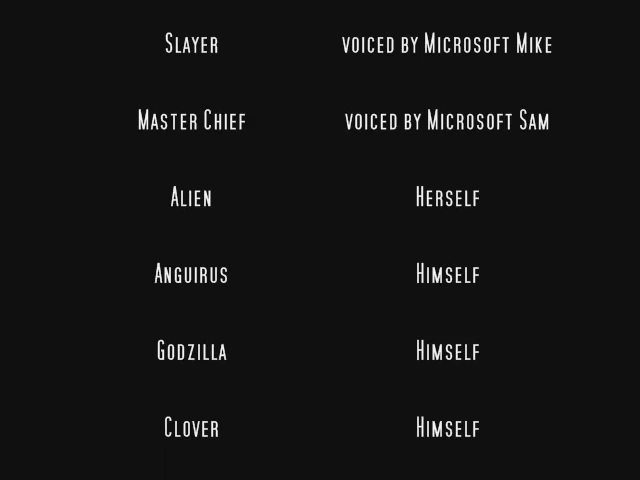 Slayer voiced by Microsoft Mike
Master Chief voiced by Microsoft Sam
Alien Herself
Anguirus Himself
Godzilla Himself
Clover Himself